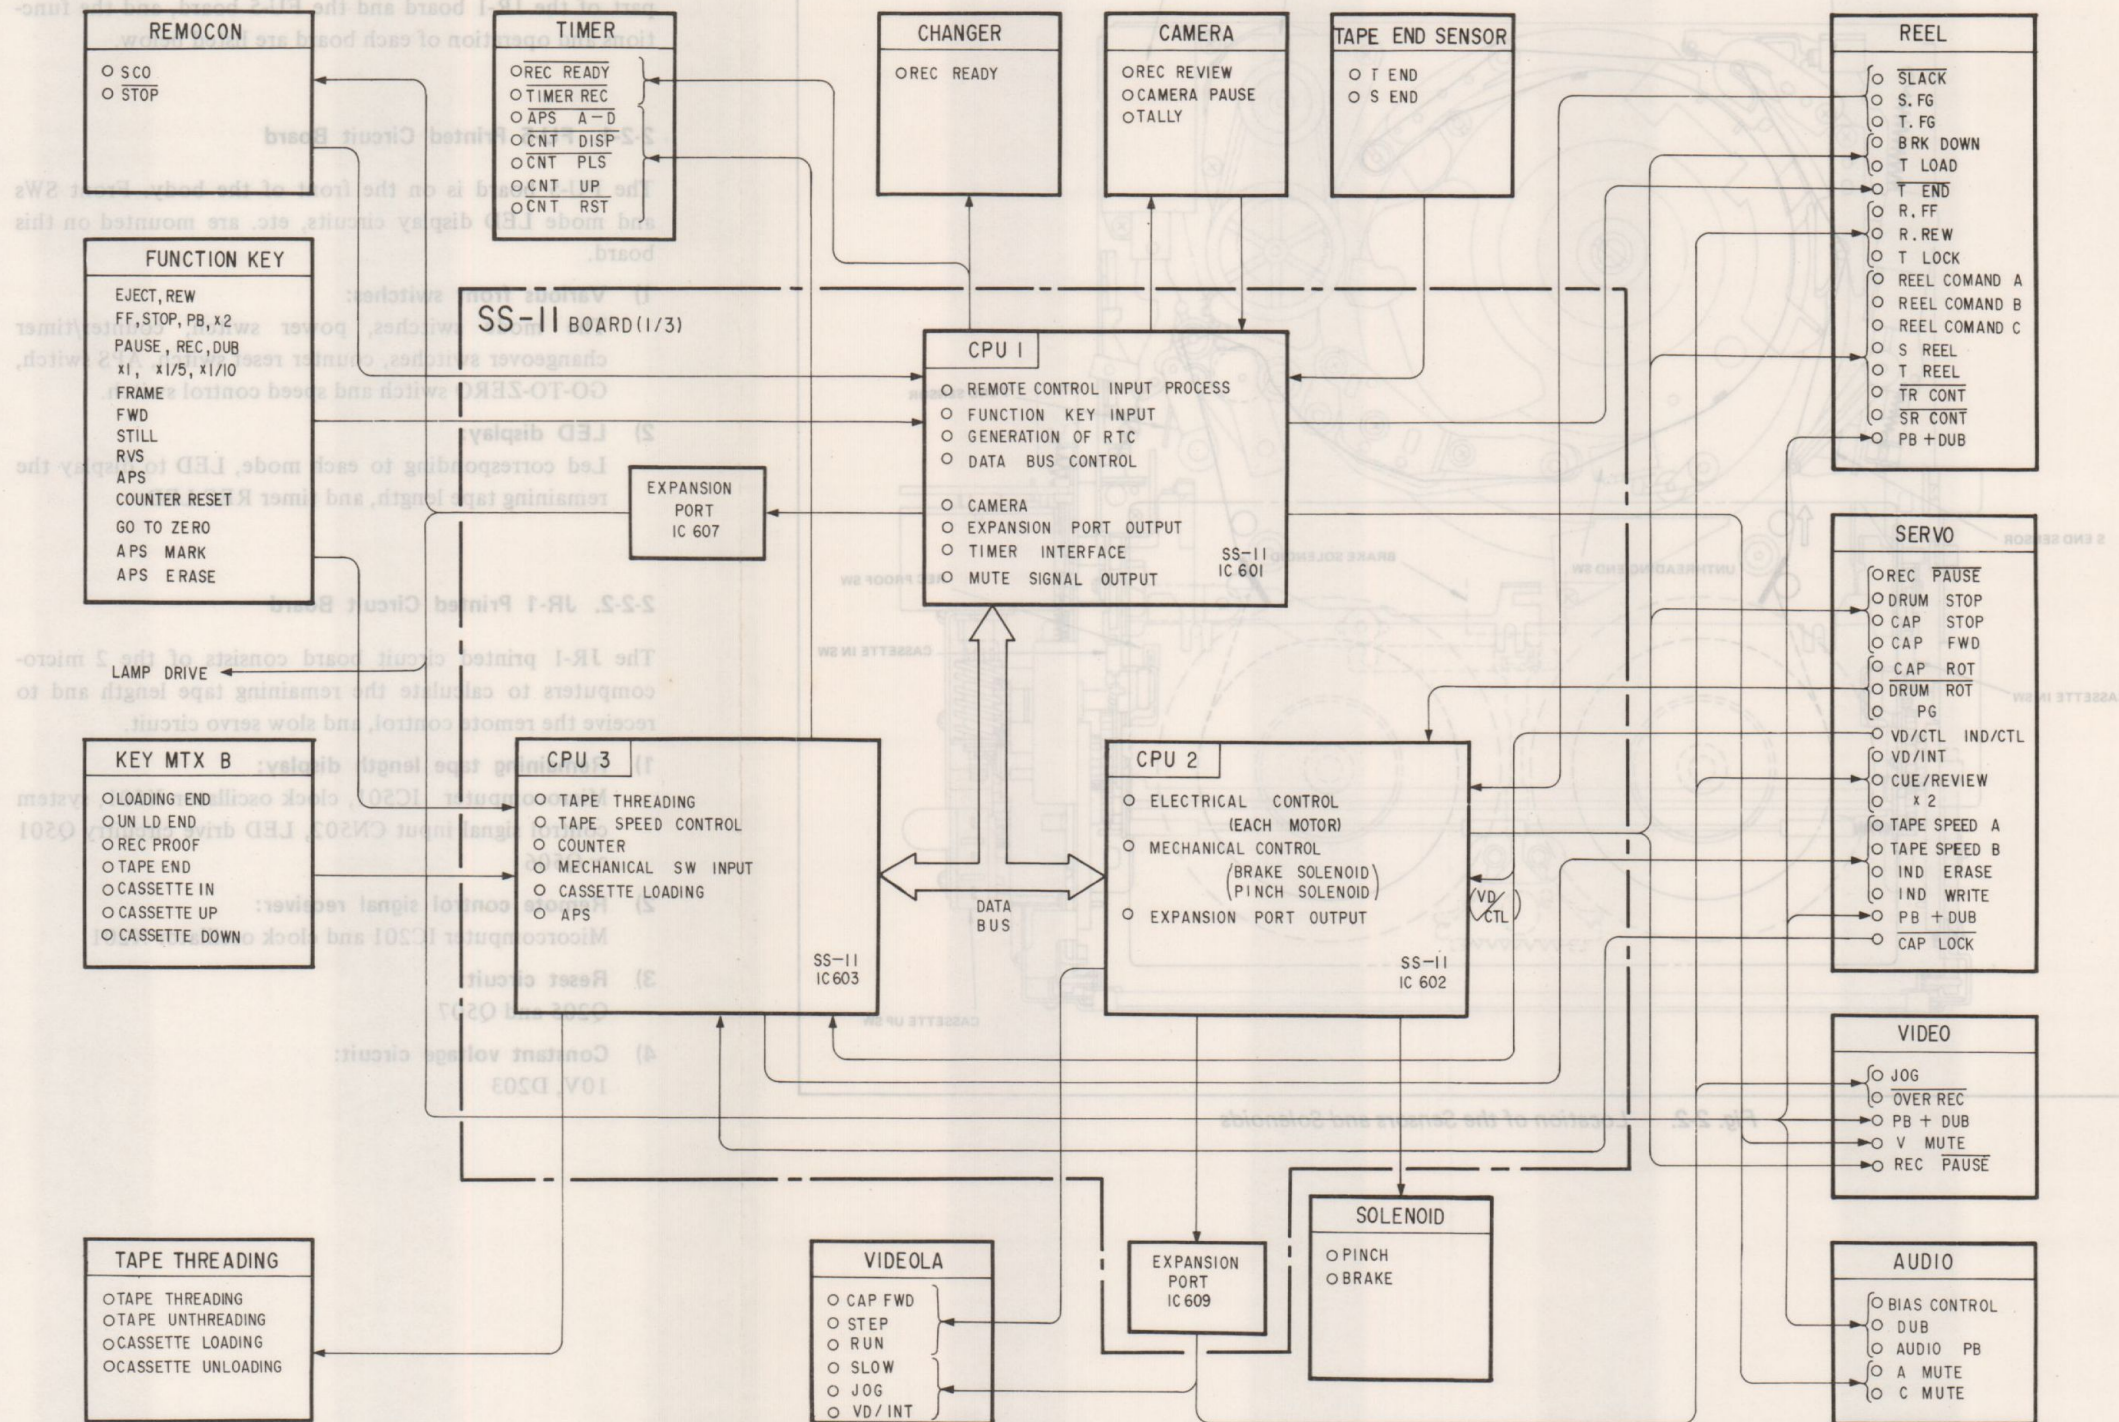 REMOCON
SCO
STOP
TIMER
REC READY
TIMER REC
APS A-D
CNT DISP
CNT PLS
CNT UP
CNT RST
CHANGER
REC READY
CAMERA
REC REVIEW
CAMERA PAUSE
TALLY
TAPE END SENSOR
T END
S END
REEL
SLACK
S.FG
T.FG
BRK DOWN
T LOAD
T END
R.FF
R.REW
T LOCK
REEL COMAND A
REEL COMAND B
REEL COMAND C
S REEL
T REEL
TR CONT
SR CONT
PB+DUB
FUNCTION KEY
EJECT, REW
FF, STOP, PB, x2
PAUSE, REC, DUB
x1, x1/5, x1/10
FRAME
FWD
STILL
RVS
APS
COUNTER RESET
GO TO ZERO
APS MARK
APS ERASE
SS-11 BOARD (1/3)
CPU 1
REMOTE CONTROL INPUT PROCESS
FUNCTION KEY INPUT
GENERATION OF RTC
DATA BUS CONTROL
CAMERA
EXPANSION PORT OUTPUT
TIMER INTERFACE
MUTE SIGNAL OUTPUT
SS-11
IC 601
EXPANSION
PORT
IC 607
LAMP DRIVE
SERVO
REC PAUSE
DRUM STOP
CAP STOP
CAP FWD
CAP ROT
DRUM ROT
PG
VD/CTL IND/CTL
VD/INT
CUE/REVIEW
x 2
TAPE SPEED A
TAPE SPEED B
IND ERASE
IND WRITE
PB +DUB
CAP LOCK
KEY MTX B
LOADING END
UN LD END
REC PROOF
TAPE END
CASSETTE IN
CASSETTE UP
CASSETTE DOWN
CPU 3
TAPE THREADING
TAPE SPEED CONTROL
COUNTER
MECHANICAL SW INPUT
CASSETTE LOADING
APS
SS-11
IC 603
DATA
BUS
CPU 2
ELECTRICAL CONTROL
(EACH MOTOR)
MECHANICAL CONTROL
(BRAKE SOLENOID)
(PINCH SOLENOID)
EXPANSION PORT OUTPUT
SS-11
IC 602
(VD/CTL)
VIDEO
JOG
OVER REC
PB + DUB
V MUTE
REC PAUSE
TAPE THREADING
TAPE THREADING
TAPE UNTHREADING
CASSETTE LOADING
CASSETTE UNLOADING
VIDEOLA
CAP FWD
STEP
RUN
SLOW
JOG
VD/INT
EXPANSION
PORT
IC 609
SOLENOID
PINCH
BRAKE
AUDIO
BIAS CONTROL
DUB
AUDIO PB
A MUTE
C MUTE